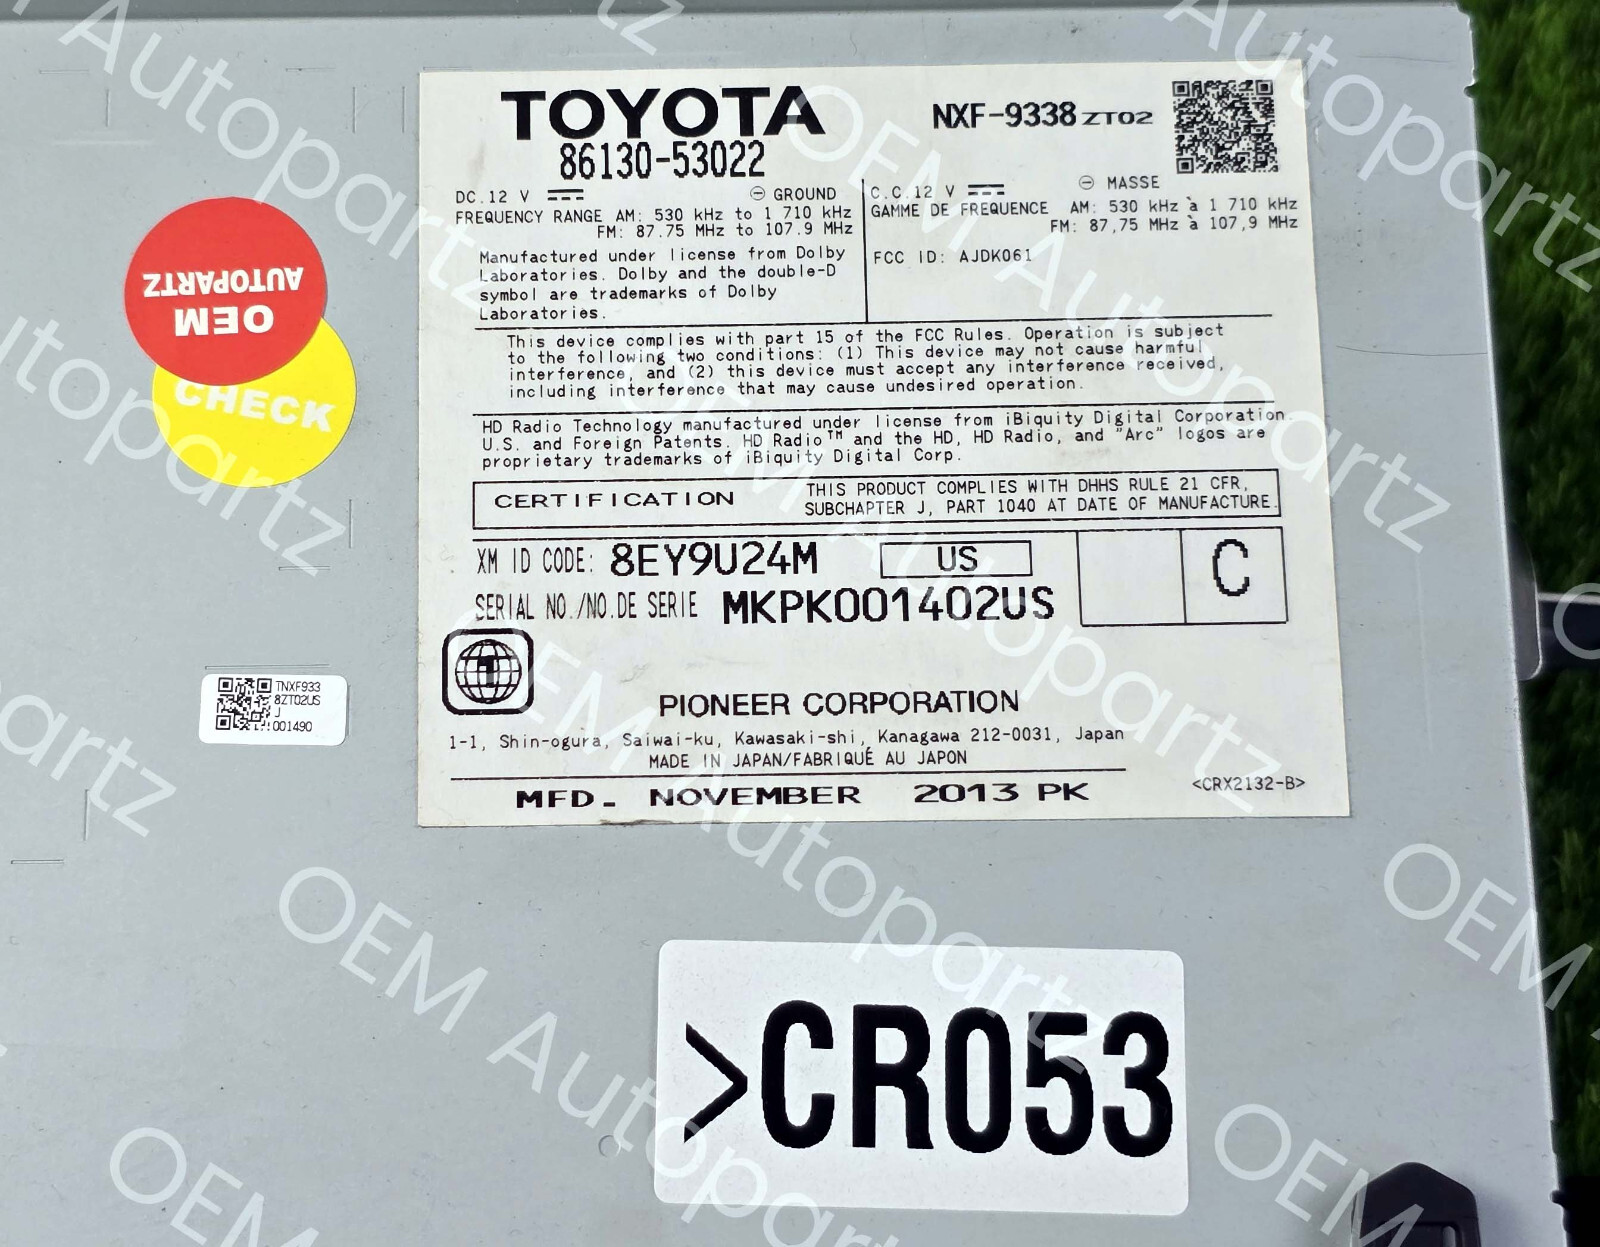 TOYOTA
86130-53022
NXF-9338 ZT02
DC.12 V
⊖ GROUND
FREQUENCY RANGE AM: 530 kHz to 1 710 kHz
FM: 87.75 MHz to 107.9 MHz
Manufactured under license from Dolby
Laboratories. Dolby and the double-D
symbol are trademarks of Dolby
Laboratories.
C.C.12 V
⊖ MASSE
GAMME DE FREQUENCE AM: 530 kHz à 1 710 kHz
FM: 87,75 MHz à 107,9 MHz
FCC ID: AJDK061
This device complies with part 15 of the FCC Rules. Operation is subject
to the following two conditions: (1) This device may not cause harmful
interference, and (2) this device must accept any interference received,
including interference that may cause undesired operation.
HD Radio Technology manufactured under license from iBiquity Digital Corporation.
U.S. and Foreign Patents. HD Radio™ and the HD, HD Radio, and "Arc" logos are
proprietary trademarks of iBiquity Digital Corp.
CERTIFICATION
THIS PRODUCT COMPLIES WITH DHHS RULE 21 CFR,
SUBCHAPTER J, PART 1040 AT DATE OF MANUFACTURE.
XM ID CODE: 8EY9U24M
US
C
SERIAL NO./NO.DE SERIE MKPK001402US
T
PIONEER CORPORATION
1-1, Shin-ogura, Saiwai-ku, Kawasaki-shi, Kanagawa 212-0031, Japan
MADE IN JAPAN/FABRIQUÉ AU JAPON
<CRX2132-B>
MFD. NOVEMBER 2013 PK
OEM
AUTOPARTZ
CHECK
TNXF933
8ZT02US
J
001490
>CR053
OEM Autopartz
OEM Autopartz
OEM Autopartz
OEM Autopartz